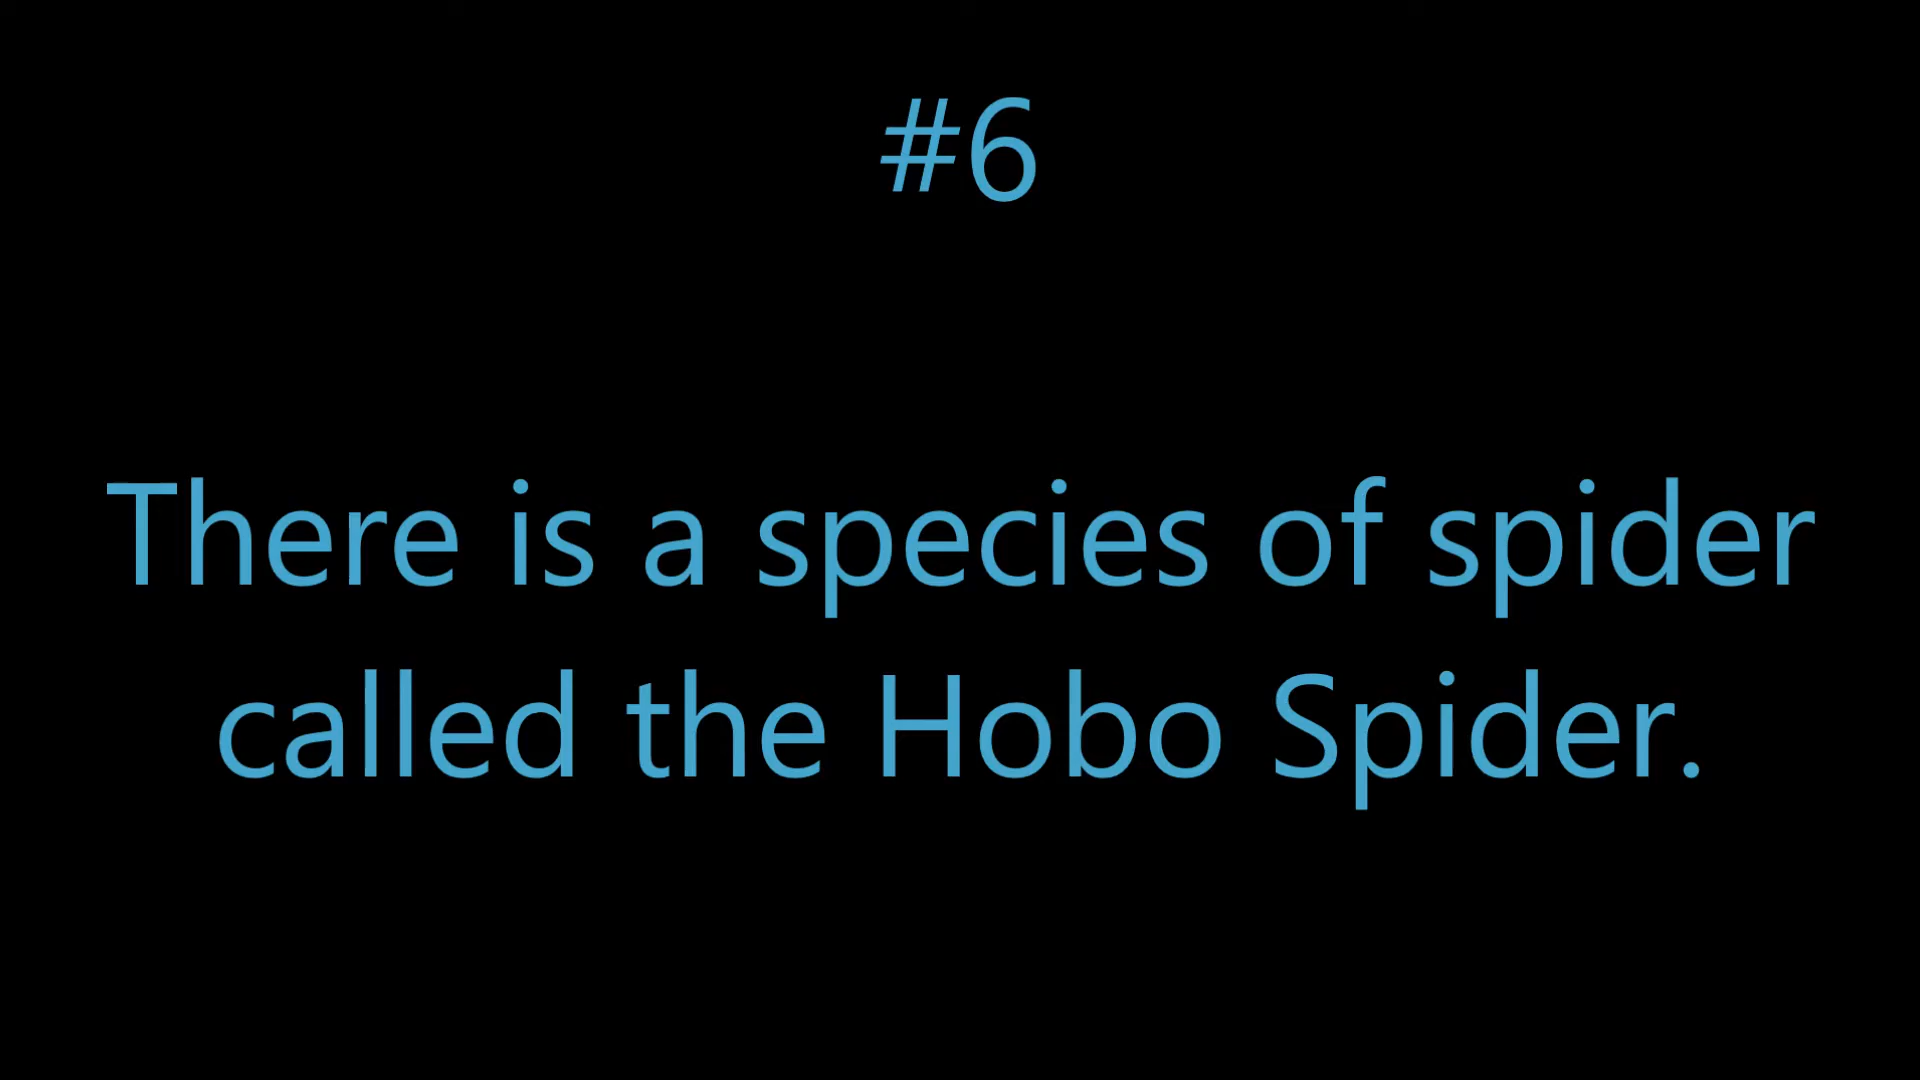 #6
There is a species of spider
called the Hobo Spider.